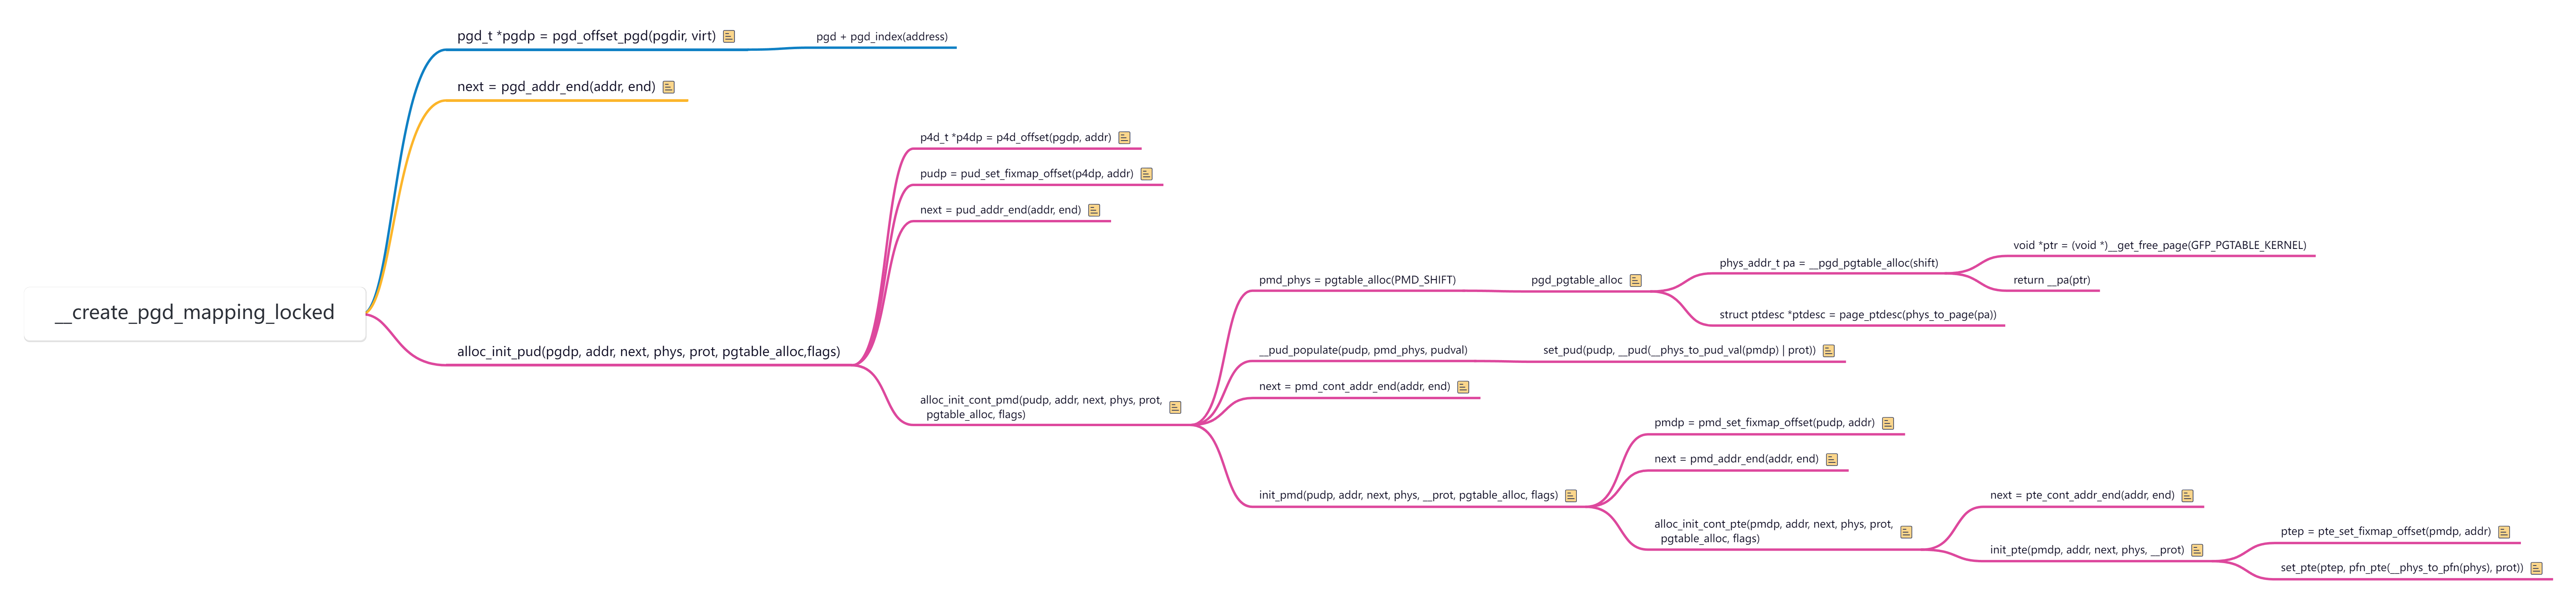 pgd_t *pgdp = pgd_offset_pgd(pgdir, virt)
pgd + pgd_index(address)
next = pgd_addr_end(addr, end)
p4d_t *p4dp = p4d_offset(pgdp, addr)
pudp = pud_set_fixmap_offset(p4dp, addr)
next = pud_addr_end(addr, end)
void *ptr = (void *)__get_free_page(GFP_PGTABLE_KERNEL)
phys_addr_t pa = __pgd_pgtable_alloc(shift)
pmd_phys = pgtable_alloc(PMD_SHIFT)
pgd_pgtable_alloc
return __pa(ptr)
__create_pgd_mapping_locked
struct ptdesc *ptdesc = page_ptdesc(phys_to_page(pa))
alloc_init_pud(pgdp, addr, next, phys, prot, pgtable_alloc,flags)
__pud_populate(pudp, pmd_phys, pudval)
set_pud(pudp, __pud(__phys_to_pud_val(pmdp) | prot))
next = pmd_cont_addr_end(addr, end)
alloc_init_cont_pmd(pudp, addr, next, phys, prot,
pgtable_alloc, flags)
pmdp = pmd_set_fixmap_offset(pudp, addr)
next = pmd_addr_end(addr, end)
init_pmd(pudp, addr, next, phys, __prot, pgtable_alloc, flags)
next = pte_cont_addr_end(addr, end)
alloc_init_cont_pte(pmdp, addr, next, phys, prot,
pgtable_alloc, flags)
ptep = pte_set_fixmap_offset(pmdp, addr)
init_pte(pmdp, addr, next, phys, __prot)
set_pte(ptep, pfn_pte(__phys_to_pfn(phys), prot))